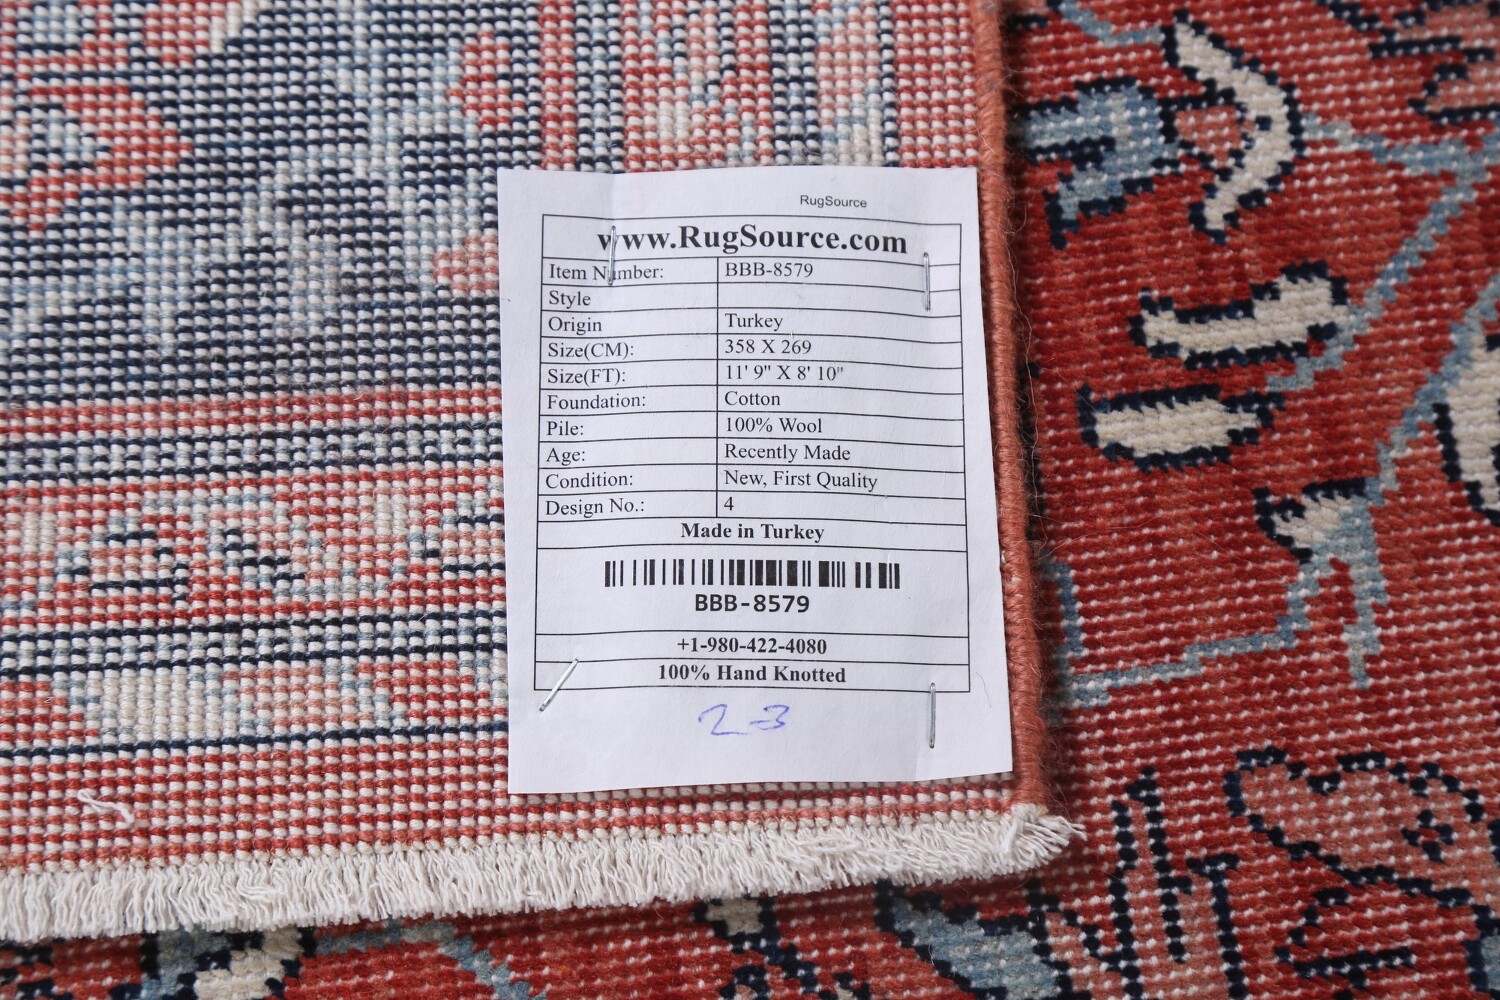 RugSource
www.RugSource.com
Item Number: BBB-8579
Style
Origin Turkey
Size(CM): 358 X 269
Size(FT): 11' 9" X 8' 10"
Foundation: Cotton
Pile: 100% Wool
Age: Recently Made
Condition: New, First Quality
Design No.: 4
Made in Turkey
BBB-8579
+1-980-422-4080
100% Hand Knotted
2-3